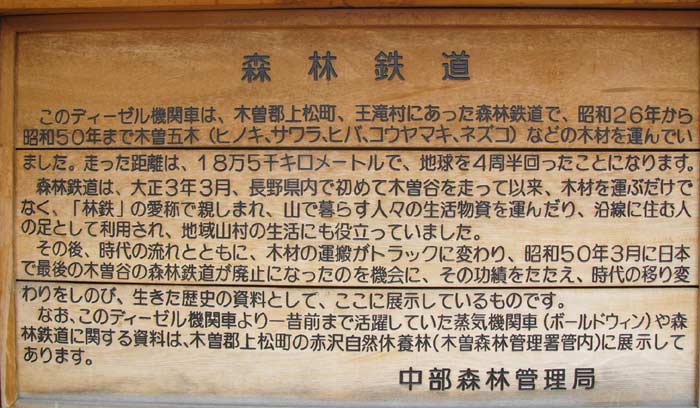 森林鉄道
このディーゼル機関車は、木曽郡上松町、王滝村にあった森林鉄道で、昭和26年から
昭和50年まで木曽五木（ヒノキ、サワラ、ヒバ、コウヤマキ、ネズコ）などの木材を運んでい
ました。走った距離は、18万5千キロメートルで、地球を4周半回ったことになります。
森林鉄道は、大正3年3月、長野県内で初めて木曽谷を走って以来、木材を運ぶだけで
なく、「林鉄」の愛称で親しまれ、山で暮らす人々の生活物資を運んだり、沿線に住む人
の足として利用され、地域山村の生活にも役立っていました。
その後、時代の流れとともに、木材の運搬がトラックに変わり、昭和50年3月に日本
で最後の木曽谷の森林鉄道が廃止になったのを機会に、その功績をたたえ、時代の移り変
わりをしのび、生きた歴史の資料として、ここに展示しているものです。
なお、このディーゼル機関車より一昔前まで活躍していた蒸気機関車（ボールドウィン）や森
林鉄道に関する資料は、木曽郡上松町の赤沢自然休養林（木曽森林管理署管内）に展示して
あります。
中部森林管理局